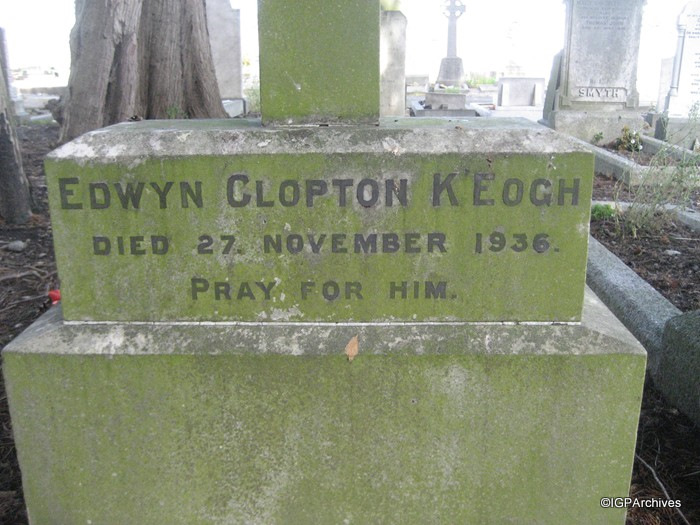 SMYTH
EDWYN CLOPTON K'EOGH
DIED 27. NOVEMBER 1936.
PRAY FOR HIM.
©IGPArchives